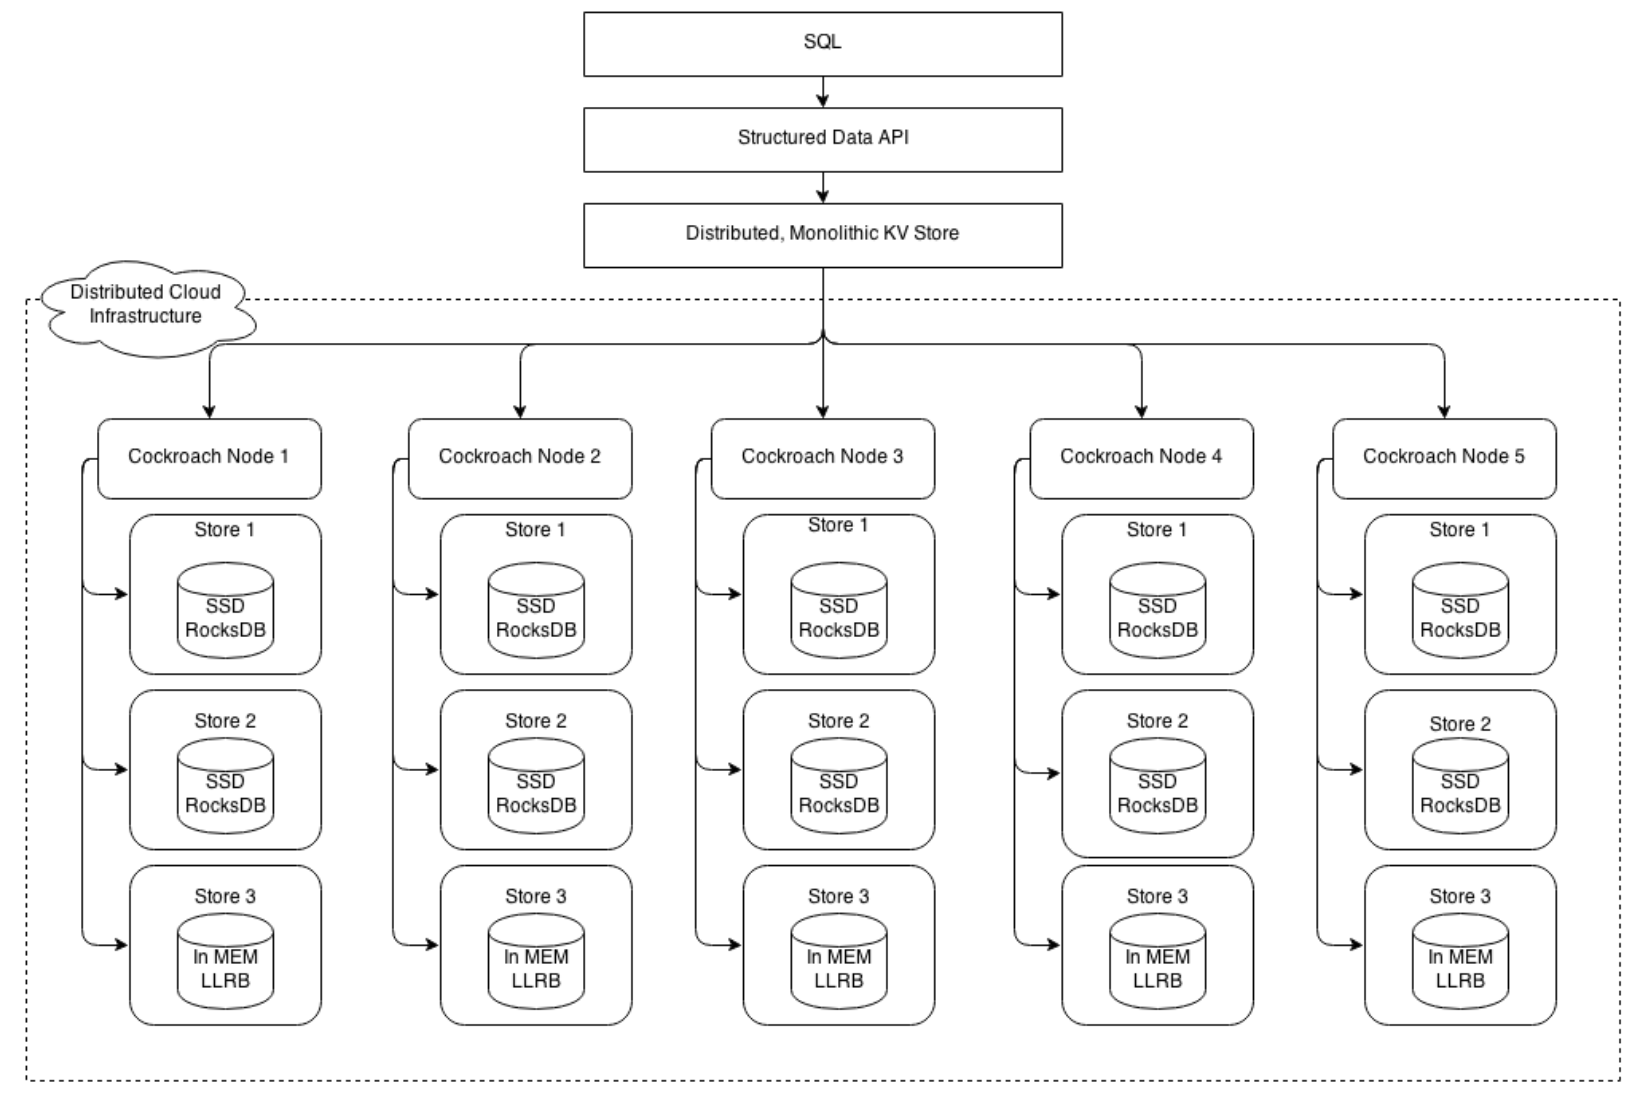 SQL
Structured Data API
Distributed, Monolithic KV Store
Distributed Cloud
Infrastructure
Cockroach Node 1
Cockroach Node 2
Cockroach Node 3
Cockroach Node 4
Cockroach Node 5
Store 1
SSD
RocksDB
Store 1
SSD
RocksDB
Store 1
SSD
RocksDB
Store 1
SSD
RocksDB
Store 1
SSD
RocksDB
Store 2
SSD
RocksDB
Store 2
SSD
RocksDB
Store 2
SSD
RocksDB
Store 2
SSD
RocksDB
Store 2
SSD
RocksDB
Store 3
In MEM
LLRB
Store 3
In MEM
LLRB
Store 3
In MEM
LLRB
Store 3
In MEM
LLRB
Store 3
In MEM
LLRB